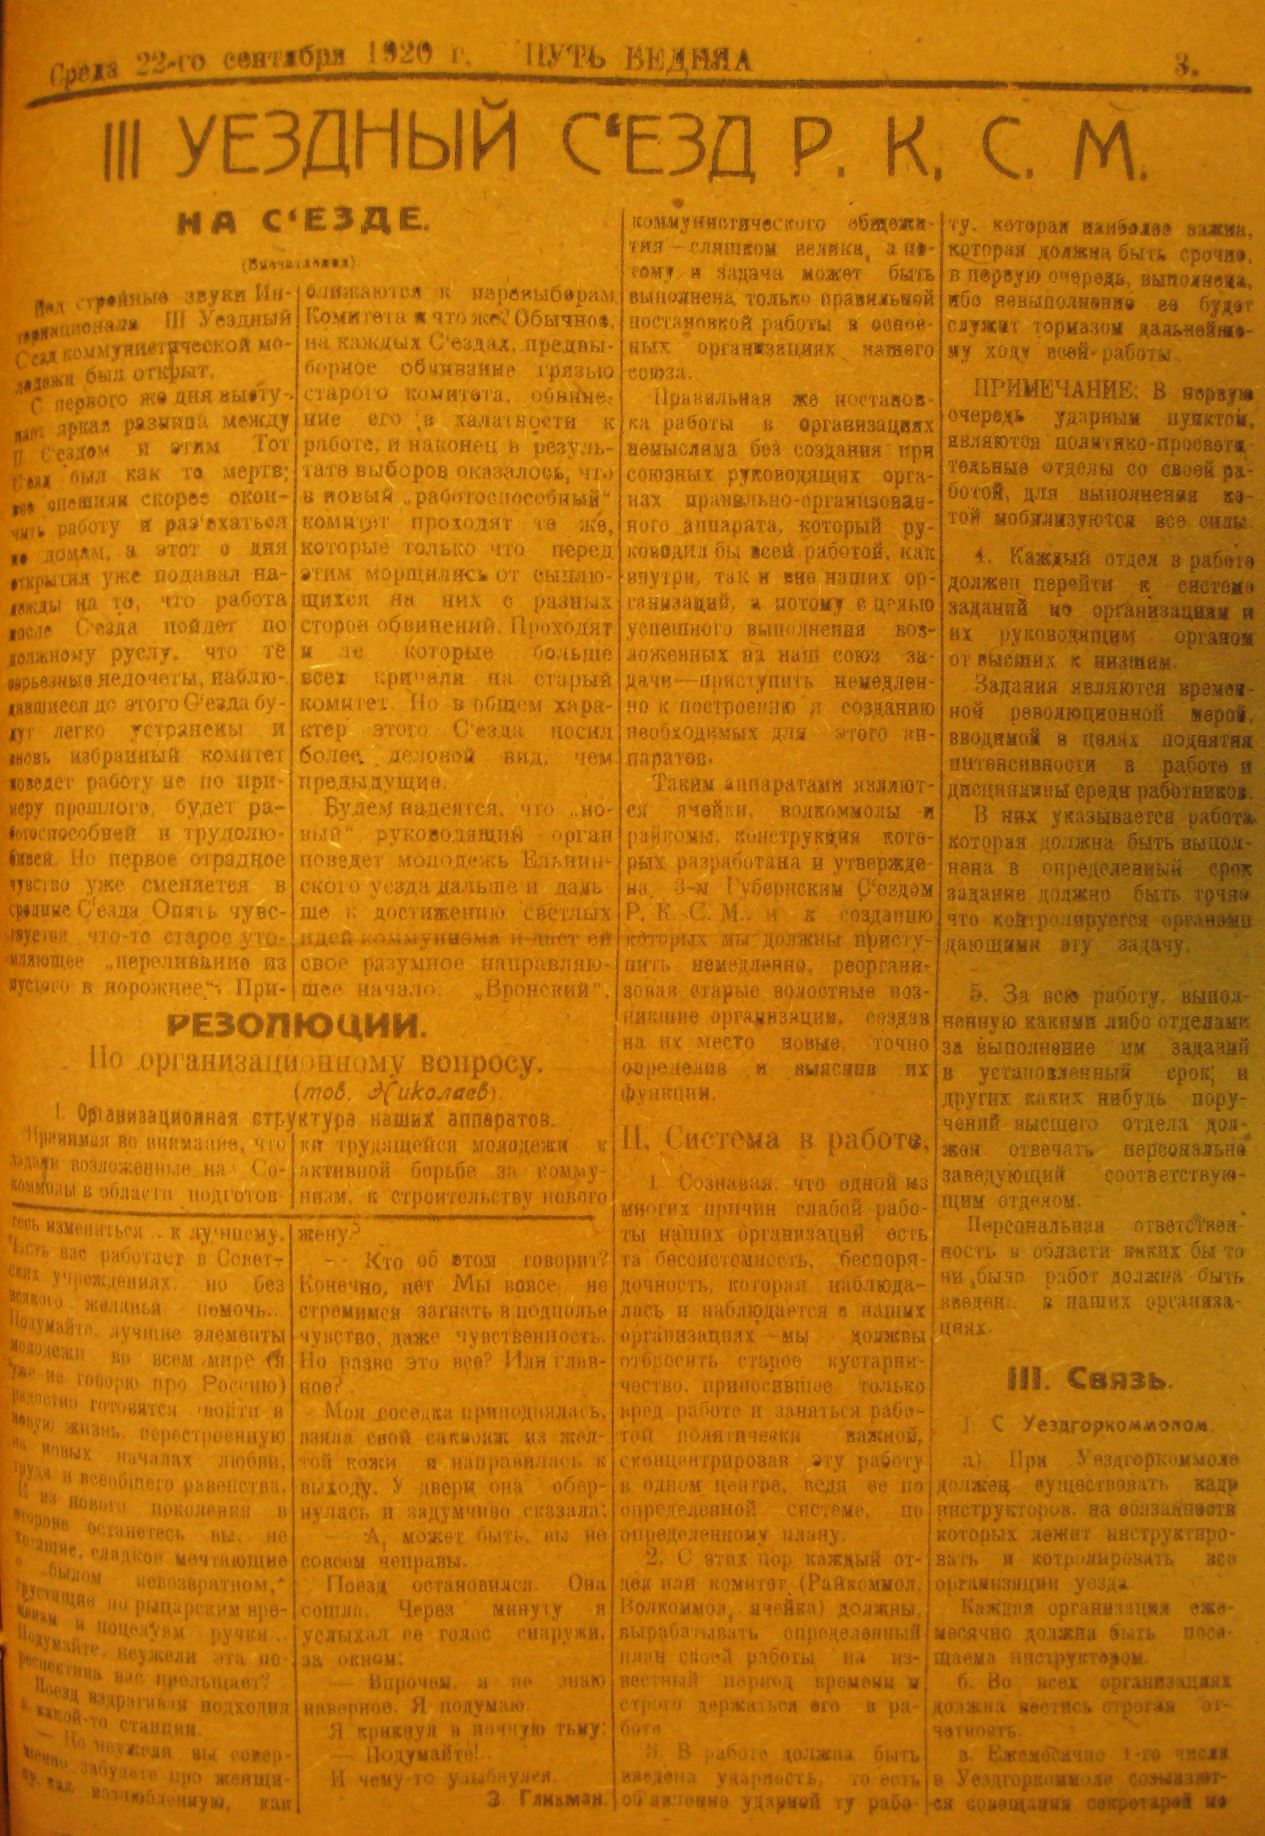 Среда 22-го сентября 1920 г. ПУТЬ БЕДНЯКА 3.
III УЕЗДНЫЙ С‘ЕЗД Р. К. С. М.
НА С‘ЕЗДЕ.
(Впечатления)
Под стройные звуки Ин-
тернационала III Уездный
С‘езд коммунистической мо-
лодежи был открыт.
С первого же дня высту-
пает яркая разница между
II С‘ездом и этим Тот
С‘езд был как то мертв;
все спешили скорее окон-
чить работу и раз‘ехаться
по домам, а этот с дня
открытия уже подавал на-
дежды на то, что работа
после С‘езда пойдет по
должному руслу, что те
серьезные недочеты, наблю-
давшиеся до этого С‘езда бу-
дут легко устранены и
вновь избранный комитет
поведет работу не по при-
меру прошлого, будет ра-
ботоспособней и трудолю-
бивей. Но первое отрадное
чувство уже сменяется в
средине С‘езда Опять чувс-
твуется что-то старое уто-
мляющее „переливание из
пустого в порожнее“. При-
ближаются к перевыборам
Комитета и что же? Обычное,
на каждых С‘ездах, предвы-
борное обливание грязью
старого комитета, обвине-
ние его в халатности к
работе, и наконец в резуль-
тате выборов оказалось, что
в новый „работоспособный“
комитет проходят те же,
которые только что перед
этим морщились от сыплю-
щихся на них с разных
сторон обвинений. Проходят
и те которые больше
всех кричали на старый
комитет. Но в общем хара-
ктер этого С‘езда носил
более деловой вид, чем
предыдущие.
Будем надеятся, что „но-
вый“ руководящий орган
поведет молодежь Ельнин-
ского уезда дальше и даль-
ше к достижению светлых
идей коммунизма и даст ей
свое разумное направляю-
шее начало. „Вронский“.
РЕЗОЛЮЦИИ.
По организационному вопросу.
(тов. Николаев).
I. Организационная структура наших аппаратов.
Принимая во внимание, что
задачи возложенные на Со-
юзы в области подготов-
ки трудящейся молодежи к
активной борьбе за комму-
низм, к строительству нового
коммунистического общежи-
тия—слишком велика, а по-
тому и задача может быть
выполнена только правильной
постановкой работы в основ-
ных организациях нашего
союза.
Правильная же постанов-
ка работы в организациях
немыслима без создания при
союзных руководящих орга-
нах правильно-организован-
ного аппарата, который ру-
ководил бы всей работой, как
внутри, так и вне наших ор-
ганизаций, а потому с целью
успешного выполнения воз-
ложенных на наш союз за-
дачи—приступить немедлен-
но к построению и созданию
необходимых для этого ап-
паратов.
Таким аппаратами являют-
ся ячейки, волкоммолы и
райкомы, конструкция кото-
рых разработана и утвержде-
на 3-м Губернским С‘ездом
Р. К. С. М., и к созданию
которых мы должны присту-
пить немедленно, реоргани-
зовав старые волостные воз-
никшие организации, создав
на их место новые, точно
определив и выяснив их
функции.
II. Система в работе,
1 Сознавая, что одной из
многих причин слабой рабо-
ты наших организаций есть
та бессистемность, беспоря-
дочность, которая наблюда-
лась и наблюдается в наших
организациях—мы должны
отбросить старое кустарни-
чество, приносившее только
вред работе и заняться рабо-
той политически важной,
сконцентрировав эту работу
в одном центре, ведя ее по
определенной системе, по
определенному плану.
2. С этих пор каждый от-
дел или комитет (Райкоммол,
Волкоммол, ячейка) должны,
вырабатывать определенный
план своей работы на из-
вестный период времени и
строго держаться его в ра-
боте
3. В работе должна быть
введена ударность, то есть
об‘явление ударной ту рабо-
ту, которая наиболее важна,
которая должна быть срочно,
в первую очередь, выполнена,
ибо невыполнение ее будет
служит тормазом дальнейше-
му ходу всей работы.
ПРИМЕЧАНИЕ: В первую
очередь ударным пунктом,
являются политико-просвети-
тельные отделы со своей ра-
ботой, для выполнения ко-
той мобилизуются все силы.
4. Каждый отдел в работе
должен перейти к системе
заданий по организациям и
их руководящим органом
от высших к низшим.
Задания являются времен-
ной революционной мерой,
вводимой в целях поднятия
интенсивности в работе и
дисциплины среди работников.
В них указывается работа,
которая должна быть выпол-
нена в определенный срок
задание должно быть точно
что контролируется органами
дающими эту задачу.
5. За всю работу, выпол-
ненную какими либо отделами
за выполнение им заданий
в установленный срок; и
других каких нибудь пору-
чений высшего отдела дол-
жен отвечать персонально
заведующий соответствую-
щим отделом.
Персональная ответствен-
ность в области каких бы то
ни было работ должна быть
введена в наших организа-
циях.
III. Связь.
1. С Уездгоркоммолом.
а) При Уездгоркоммоле
должен существовать кадр
инструкторов, на обязанности
которых лежит инструктиро-
вать и котролировать все
организации уезда.
Каждая организация еже-
месячно должна быть посе-
щаема инструктором.
б. Во всех организациях
должна вестись строгая от-
четность.
в. Ежемесячно 1-го числа
в Уездгоркоммоле созывают-
ся совещания секретарей по
тесь измениться .. к лучшему.
Часть вас работает в Совет-
ских учреждениях, но без
всякого желанья помочь...
Подумайте, лучшие элементы
молодежи во всем мире (я
уже не говорю про Россию)
радостно готовятся войти в
новую жизнь, перестроенную
на новых началах любви,
труда и всеобщего равенства.
И из нового поколения в
стороне останетесь вы, не
сладко мечтающие
о „былом невозвратном,“
грустящие по рыцарским вре-
менам и поцелуям ручки...
Подумайте, неужели эта пе-
рспектива вас прельщает?
Поезд вздрагивая подходил
к какой-то станции.
— Но неужели вы совер-
шенно забудете про женщи-
ну, как возлюбленную, как
жену?
— Кто об этом говорит?
Конечно, нет Мы вовсе не
стремимся загнать в подполье
чувство, даже чувственность.
Но разве это все? Или глав-
ное?
Моя соседка приподнялась,
взяла свой саквояж из жел-
той кожи и направилась к
выходу. У двери она обер-
нулась и задумчиво сказала:
— А, может быть, вы не
совсем неправы.
Поезд остановился. Она
сошла. Через минуту я
услыхал ее голос снаружи,
за окном:
— Впрочем, я не знаю
наверное. Я подумаю.
Я крикнул в ночную тьму:
— Подумайте!..
И чему-то улыбнулся.
З. Гликман.